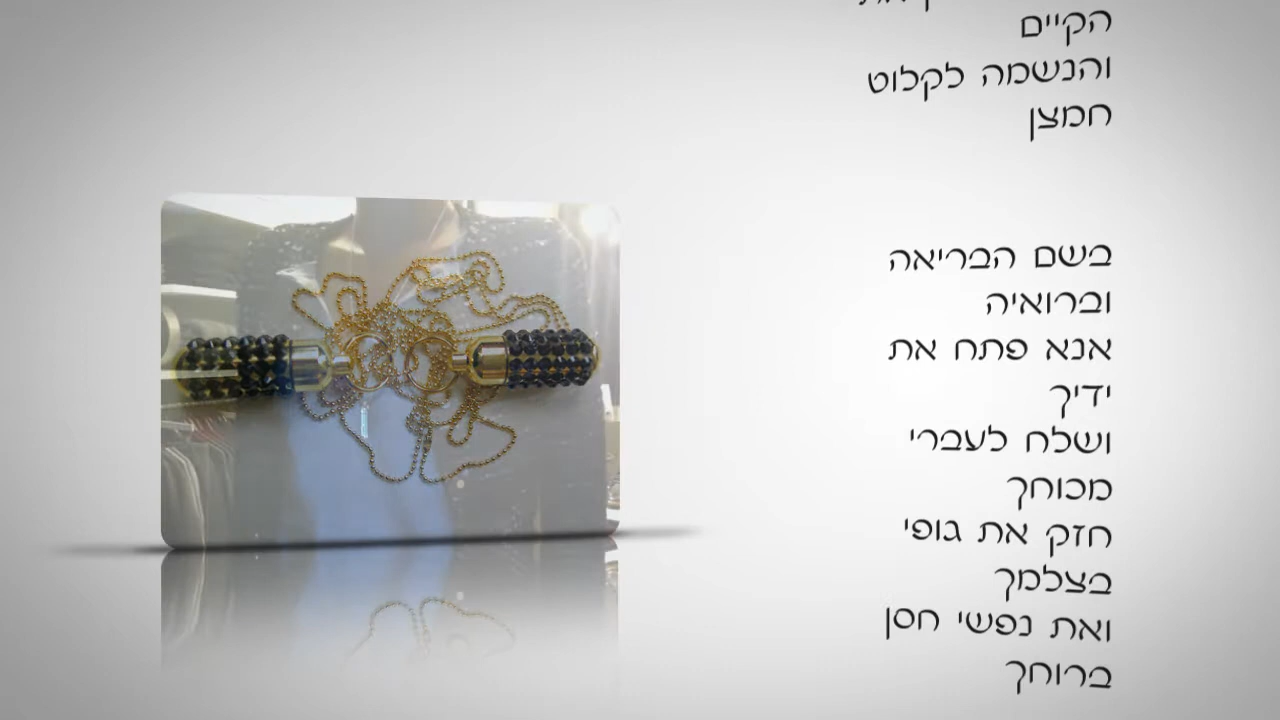 הקיים
והנשמה לקלוט
חמצן
בשם הבריאה
וברואיה
אנא פתח את
ידיך
ושלח לעברי
מכוחך
חזק את גופי
בצלמך
ואת נפשי חסן
ברוחך